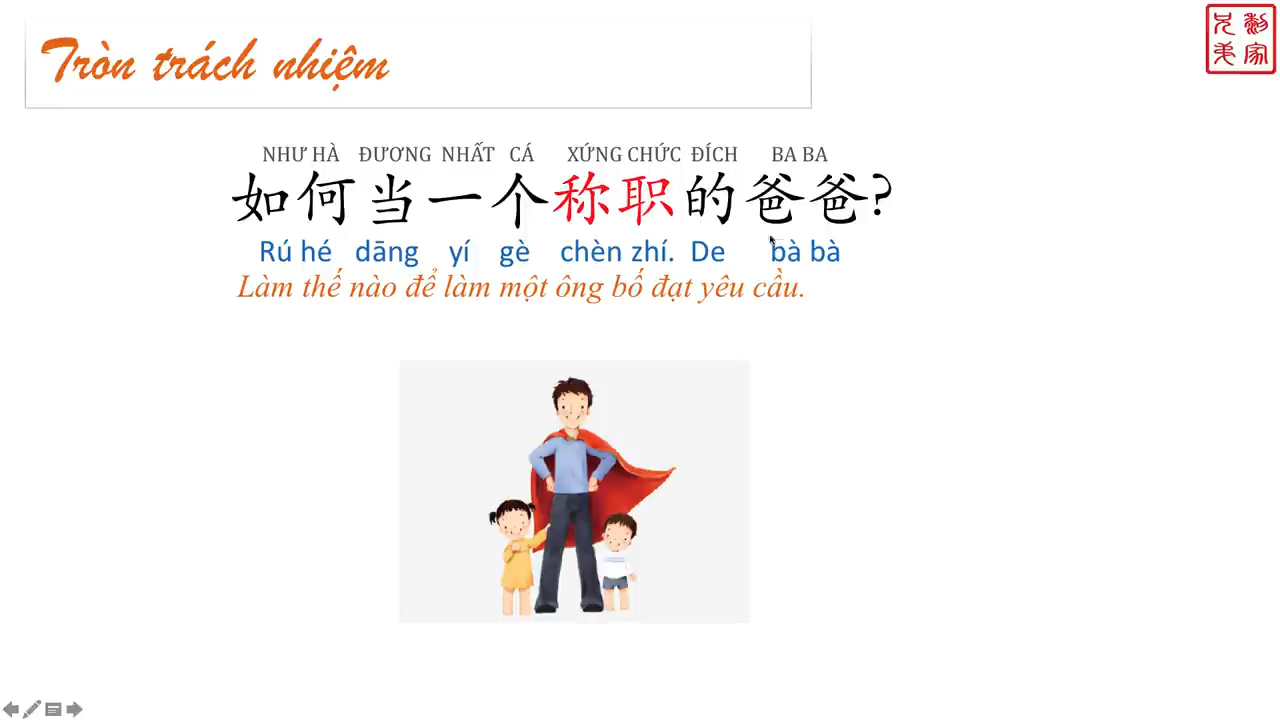 Tròn trách nhiệm
NHƯ HÀ ĐƯƠNG NHẤT CÁ XỨNG CHỨC ĐÍCH BA BA
如何当一个称职的爸爸?
Rú hé dāng yí gè chèn zhí. De bà bà
Làm thế nào để làm một ông bố đạt yêu cầu.